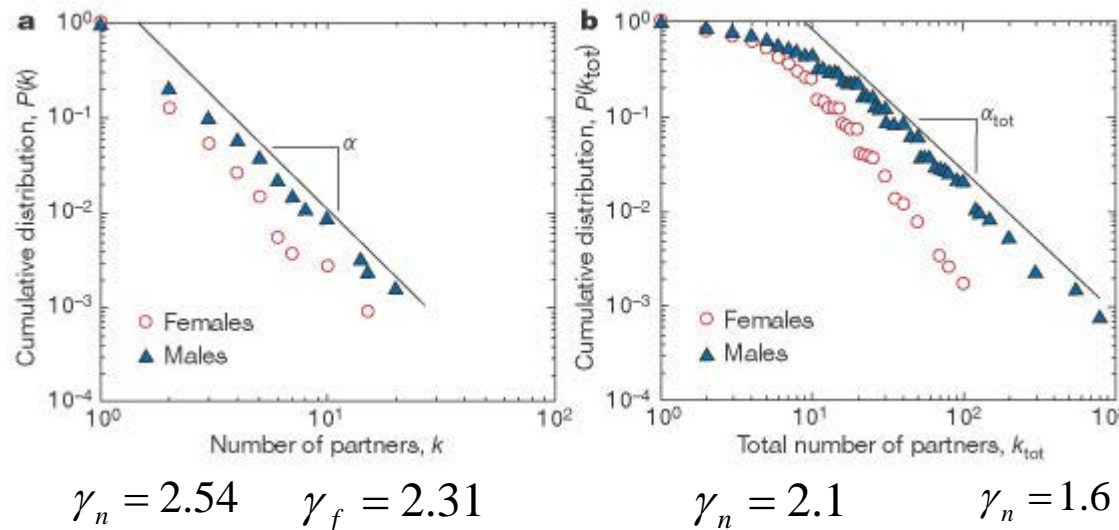 a
Cumulative distribution, P(k)
10⁰
10⁻¹
10⁻²
10⁻³
10⁻⁴
α
Females
Males
10⁰ 10¹ 10²
Number of partners, k
b
Cumulative distribution, P(k_tot)
10⁰
10⁻¹
10⁻²
10⁻³
10⁻⁴
α_tot
Females
Males
10⁰ 10¹ 10² 10
Total number of partners, k_tot
γ_n = 2.54 γ_f = 2.31 γ_n = 2.1 γ_n = 1.6